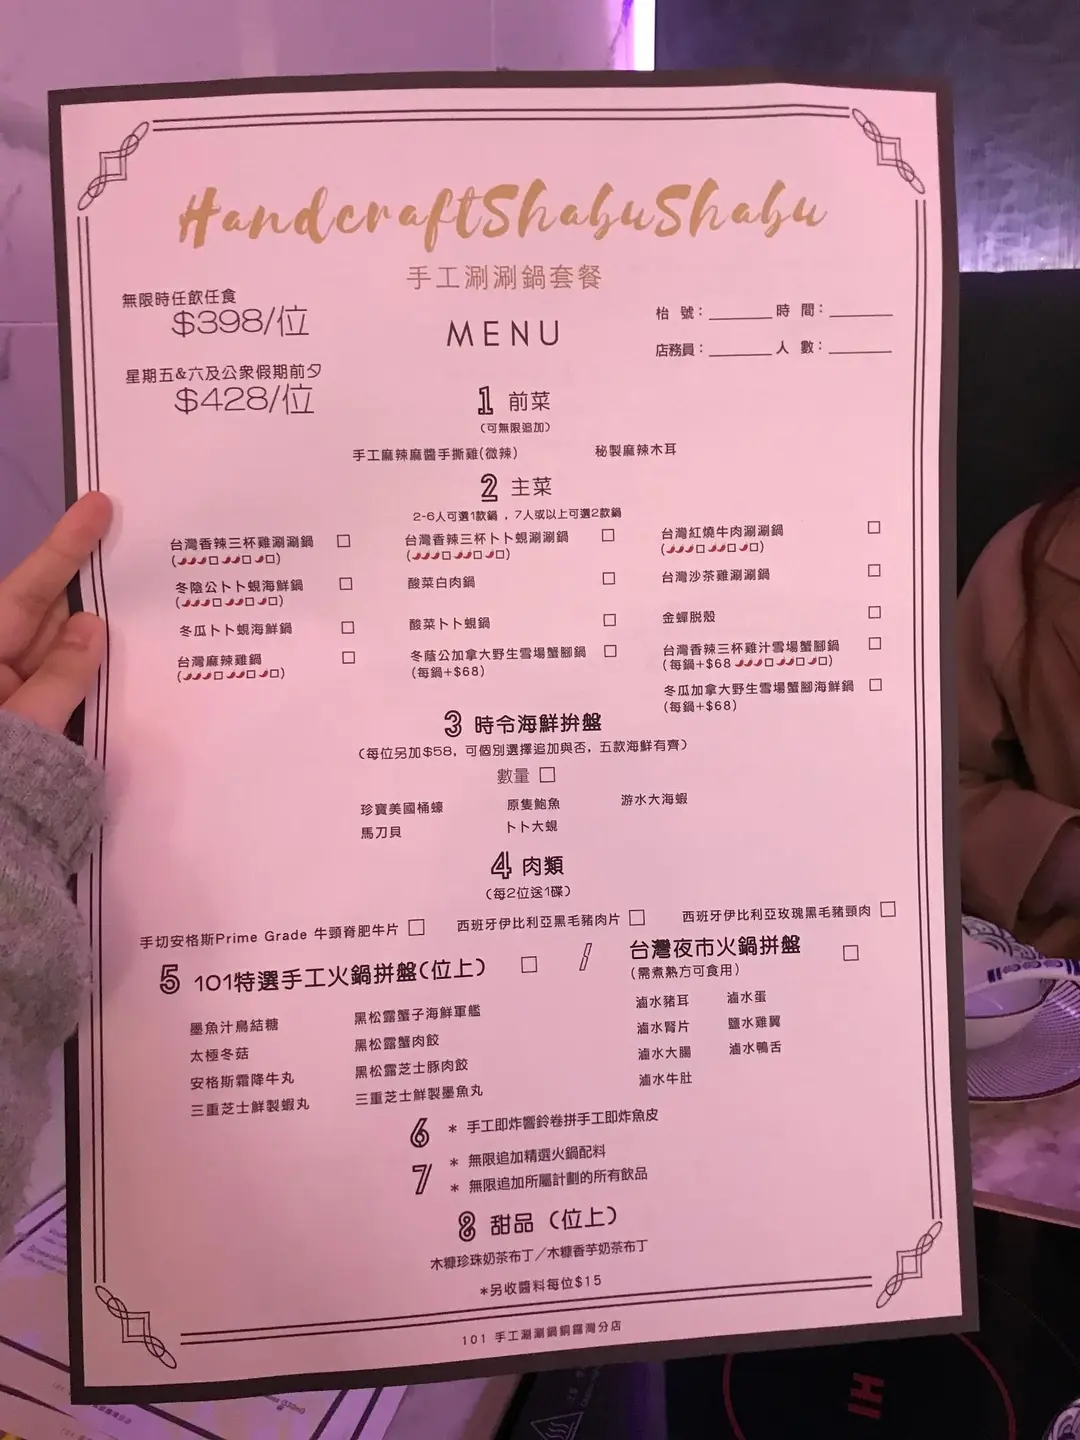 HandcraftShabuShabu
手工涮涮鍋套餐
MENU
無限時任飲任食
$398/位
星期五&六及公眾假期前夕
$428/位
枱 號：______ 時 間：______
店務員：______ 人 數：______
1 前菜
(可無限追加)
手工麻辣麻醬手撕雞(微辣) 秘製麻辣木耳
2 主菜
2-6人可選1款鍋，7人或以上可選2款鍋
台灣香辣三杯雞涮涮鍋 □ 台灣香辣三杯卜卜蜆涮涮鍋 □ 台灣紅燒牛肉涮涮鍋 □
(🌶🌶🌶□ 🌶🌶□ 🌶□) (🌶🌶🌶□ 🌶🌶□ 🌶□) (🌶🌶🌶□ 🌶🌶□ 🌶□)
冬陰公卜卜蜆海鮮鍋 □ 酸菜白肉鍋 □ 台灣沙茶雞涮涮鍋 □
(🌶🌶🌶□ 🌶🌶□ 🌶□)
冬瓜卜卜蜆海鮮鍋 □ 酸菜卜卜蜆鍋 □ 金蟬脱殼 □
台灣麻辣雞鍋 □ 冬蔭公加拿大野生雪場蟹腳鍋 □ 台灣香辣三杯雞汁雪場蟹腳鍋 □
(🌶🌶🌶□ 🌶🌶□ 🌶□) (每鍋+$68) (每鍋+$68 🌶🌶🌶□ 🌶🌶□ 🌶□)
冬瓜加拿大野生雪場蟹腳海鮮鍋 □
(每鍋+$68)
3 時令海鮮拚盤
(每位另加$58，可個別選擇追加與否，五款海鮮有齊)
數量 □
珍寶美國桶蠔 原隻鮑魚 游水大海蝦
馬刀貝 卜卜大蜆
4 肉類
(每2位送1碟)
手切安格斯Prime Grade 牛頸脊肥牛片 □ 西班牙伊比利亞黑毛豬肉片 □ 西班牙伊比利亞玫瑰黑毛豬頸肉 □
5 101特選手工火鍋拼盤(位上) □ / 台灣夜市火鍋拼盤 □
(需煮熟方可食用)
墨魚汁鳥結糖 黑松露蟹子海鮮軍艦 滷水豬耳 滷水蛋
太極冬菇 黑松露蟹肉餃 滷水腎片 鹽水雞翼
安格斯霜降牛丸 黑松露芝士豚肉餃 滷水大腸 滷水鴨舌
三重芝士鮮製蝦丸 三重芝士鮮製墨魚丸 滷水牛肚
6 * 手工即炸響鈴卷拼手工即炸魚皮
7 * 無限追加精選火鍋配料
* 無限追加所屬計劃的所有飲品
8 甜品 (位上)
木糠珍珠奶茶布丁／木糠香芋奶茶布丁
*另收醬料每位$15
101 手工涮涮鍋銅鑼灣分店